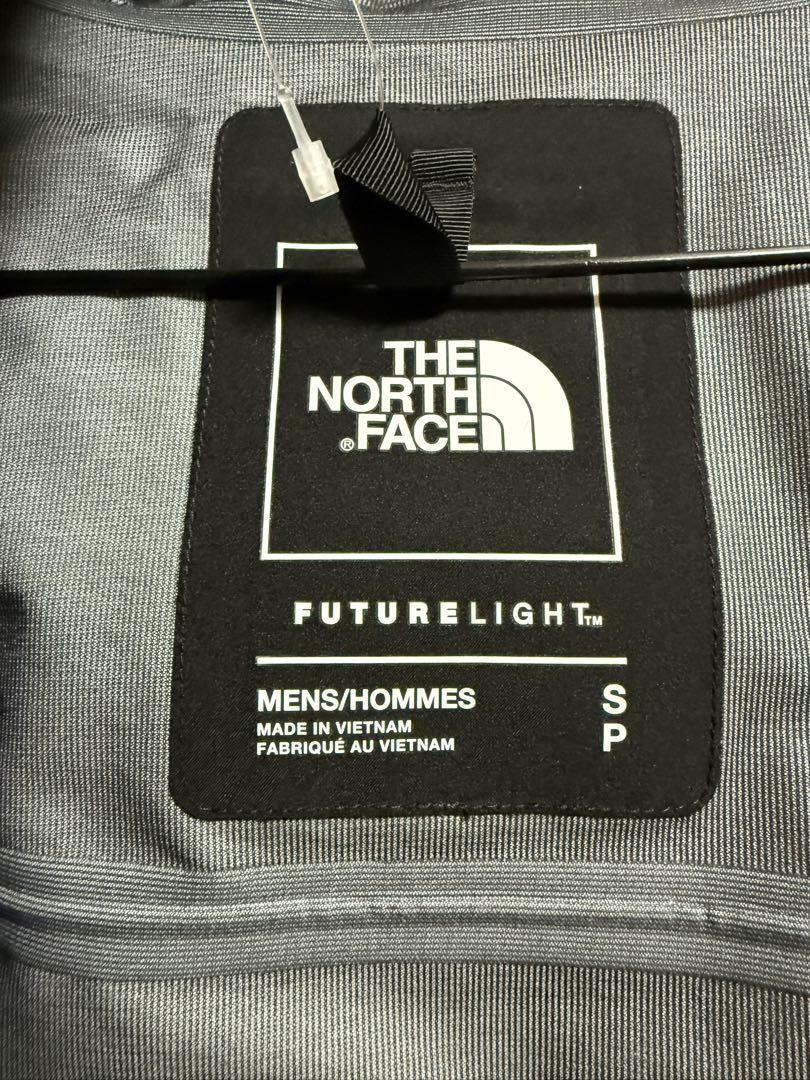 THE
NORTH
® FACE
FUTURELIGHT™
MENS/HOMMES S
MADE IN VIETNAM P
FABRIQUÉ AU VIETNAM